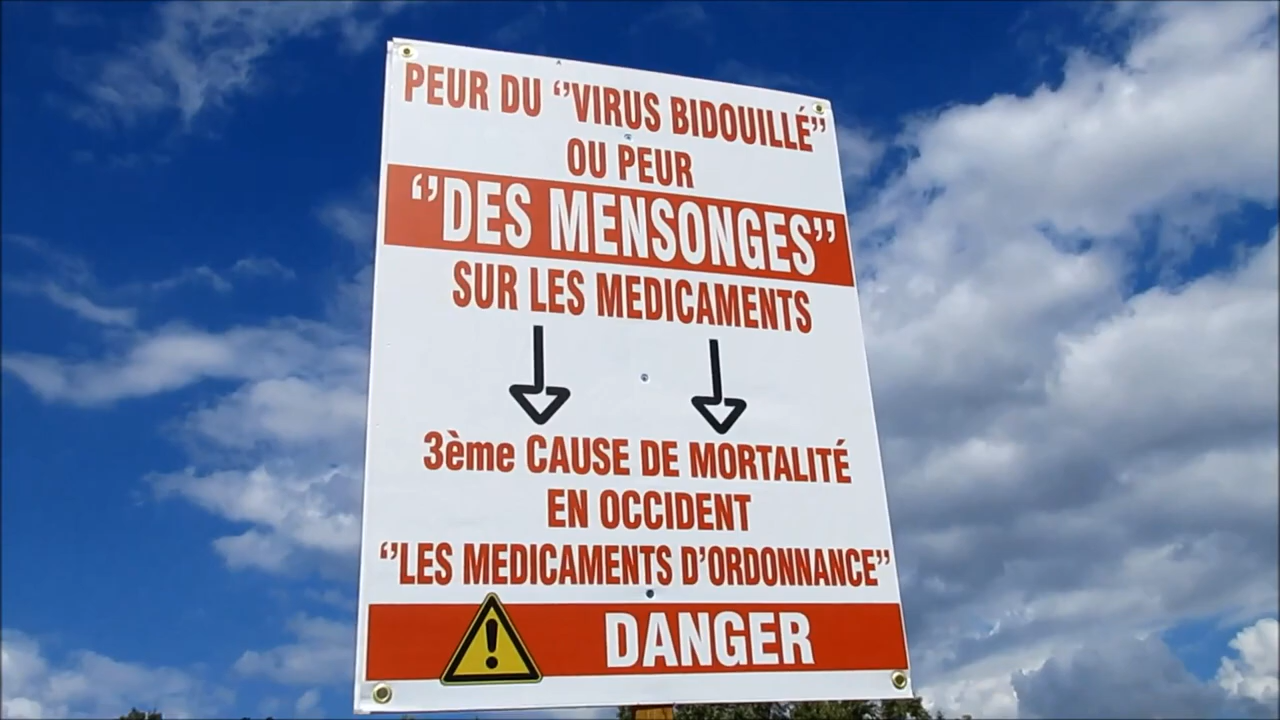 PEUR DU ‘’VIRUS BIDOUILLÉ’’
OU PEUR
‘’DES MENSONGES’’
SUR LES MEDICAMENTS
3ème CAUSE DE MORTALITÉ
EN OCCIDENT
‘’LES MEDICAMENTS D’ORDONNANCE’’
DANGER